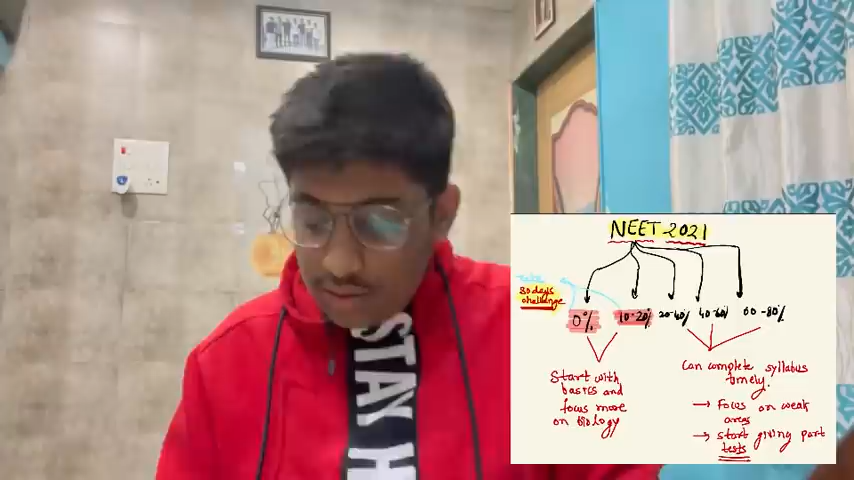 NEET-2021
take
30 days
challenge
0%
10-20%
20-40%
40-60%
60-80%
Start with
basics and
focus more
on biology
Can complete syllabus
timely.
→ Focus on weak
areas
→ start giving part
tests
STAY H